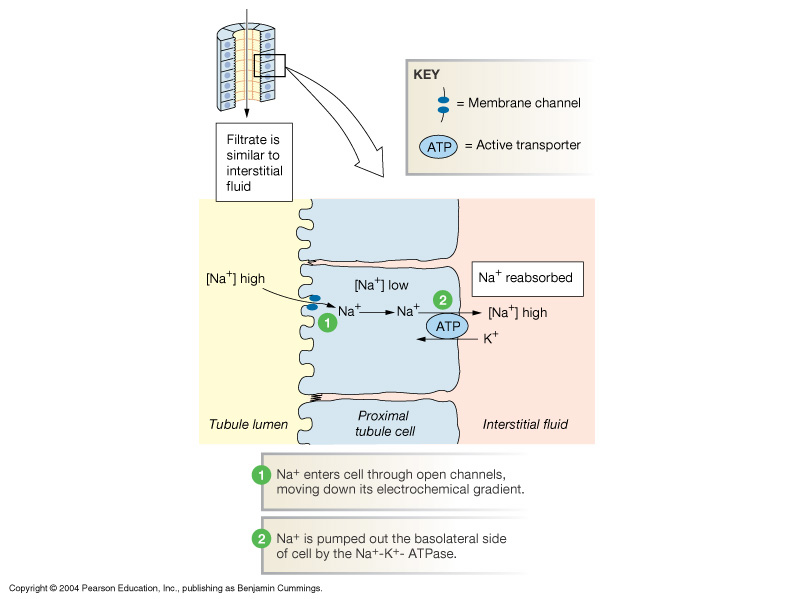 KEY
= Membrane channel
ATP = Active transporter
Filtrate is
similar to
interstitial
fluid
[Na+] high
[Na+] low
Na+ reabsorbed
Na+
Na+
2
[Na+] high
1
ATP
K+
Tubule lumen
Proximal
tubule cell
Interstitial fluid
1 Na+ enters cell through open channels,
moving down its electrochemical gradient.
2 Na+ is pumped out the basolateral side
of cell by the Na+-K+- ATPase.
Copyright © 2004 Pearson Education, Inc., publishing as Benjamin Cummings.